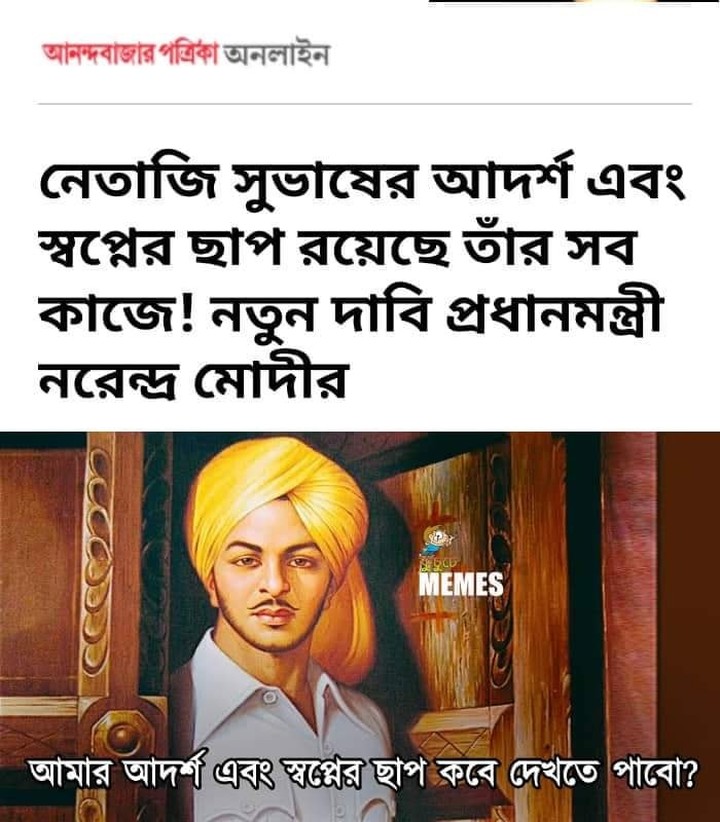 আনন্দবাজার পত্রিকা অনলাইন
নেতাজি সুভাষের আদর্শ এবং
স্বপ্নের ছাপ রয়েছে তাঁর সব
কাজে! নতুন দাবি প্রধানমন্ত্রী
নরেন্দ্র মোদীর
MEMES
আমার আদর্শ এবং স্বপ্নের ছাপ কবে দেখতে পাবো?